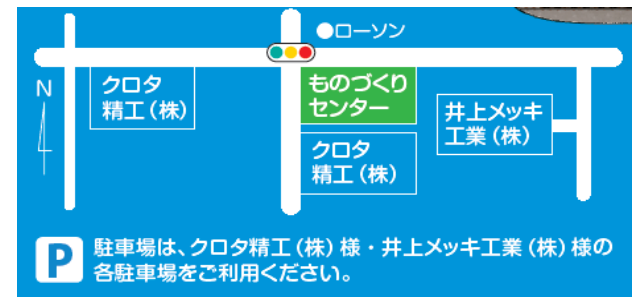 ●ローソン
N
クロタ
精工(株)
ものづくり
センター
井上メッキ
工業(株)
クロタ
精工(株)
P
駐車場は、クロタ精工(株)様・井上メッキ工業(株)様の
各駐車場をご利用ください。